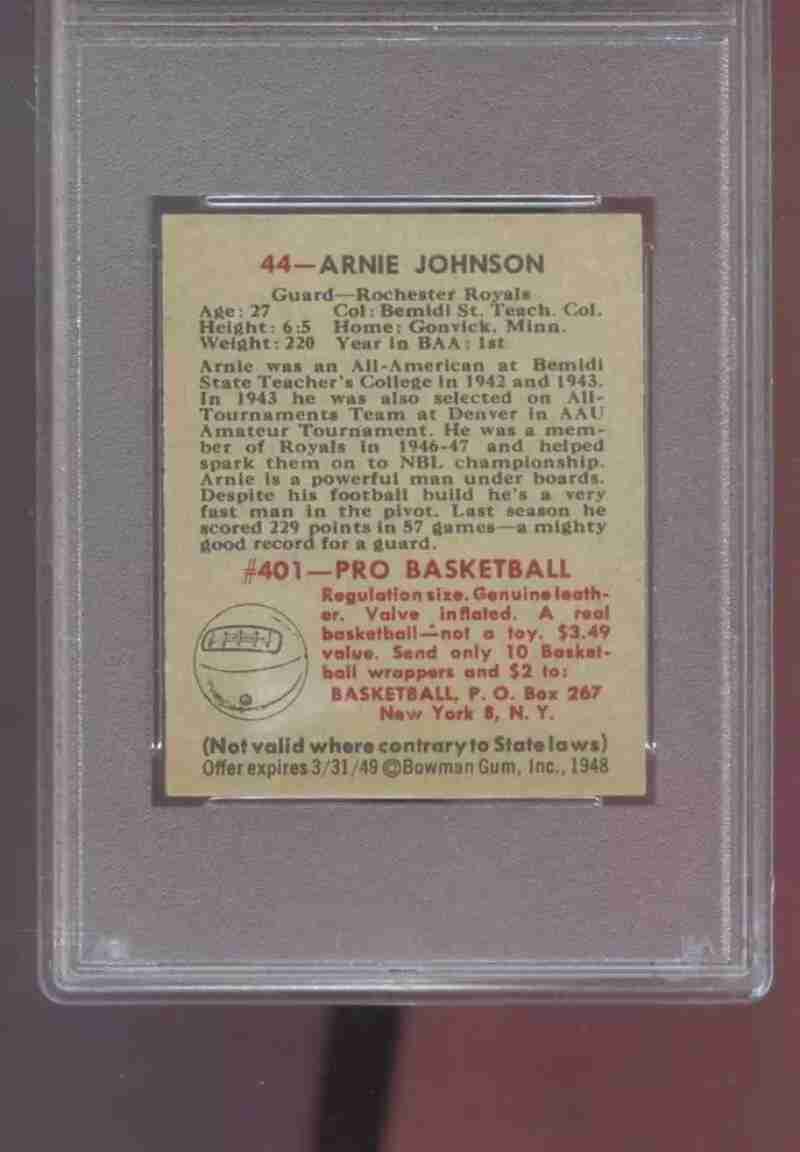 44—ARNIE JOHNSON
Guard—Rochester Royals
Age: 27 Col: Bemidi St. Teach. Col.
Height: 6:5 Home: Gonvick, Minn.
Weight: 220 Year in BAA: 1st
Arnie was an All-American at Bemidi
State Teacher's College in 1942 and 1943.
In 1943 he was also selected on All-
Tournaments Team at Denver in AAU
Amateur Tournament. He was a mem-
ber of Royals in 1946-47 and helped
spark them on to NBL championship.
Arnie is a powerful man under boards.
Despite his football build he's a very
fast man in the pivot. Last season he
scored 229 points in 57 games—a mighty
good record for a guard.
#401—PRO BASKETBALL
Regulation size. Genuine leath-
er. Valve inflated. A real
basketball—not a toy. $3.49
value. Send only 10 Basket-
ball wrappers and $2 to:
BASKETBALL, P. O. Box 267
New York 8, N. Y.
(Not valid where contrary to State laws)
Offer expires 3/31/49 ©Bowman Gum, Inc., 1948